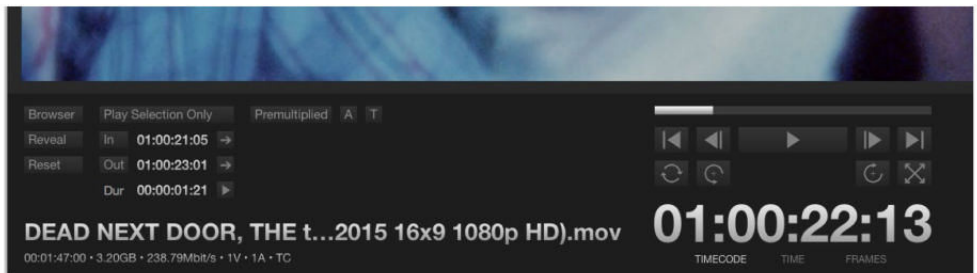 Browser Play Selection Only Premultiplied A T
Reveal In 01:00:21:05
Reset Out 01:00:23:01
Dur 00:00:01:21
DEAD NEXT DOOR, THE t...2015 16x9 1080p HD).mov
00:01:47:00 • 3.20GB • 238.79Mbit/s • 1V • 1A • TC
01:00:22:13
TIMECODE TIME FRAMES